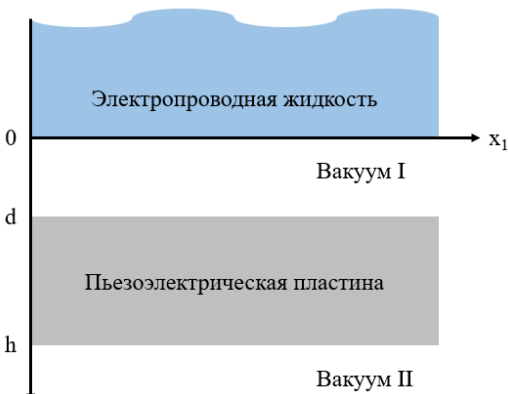 Электропроводная жидкость
0
x₁
Вакуум I
d
Пьезоэлектрическая пластина
h
Вакуум II